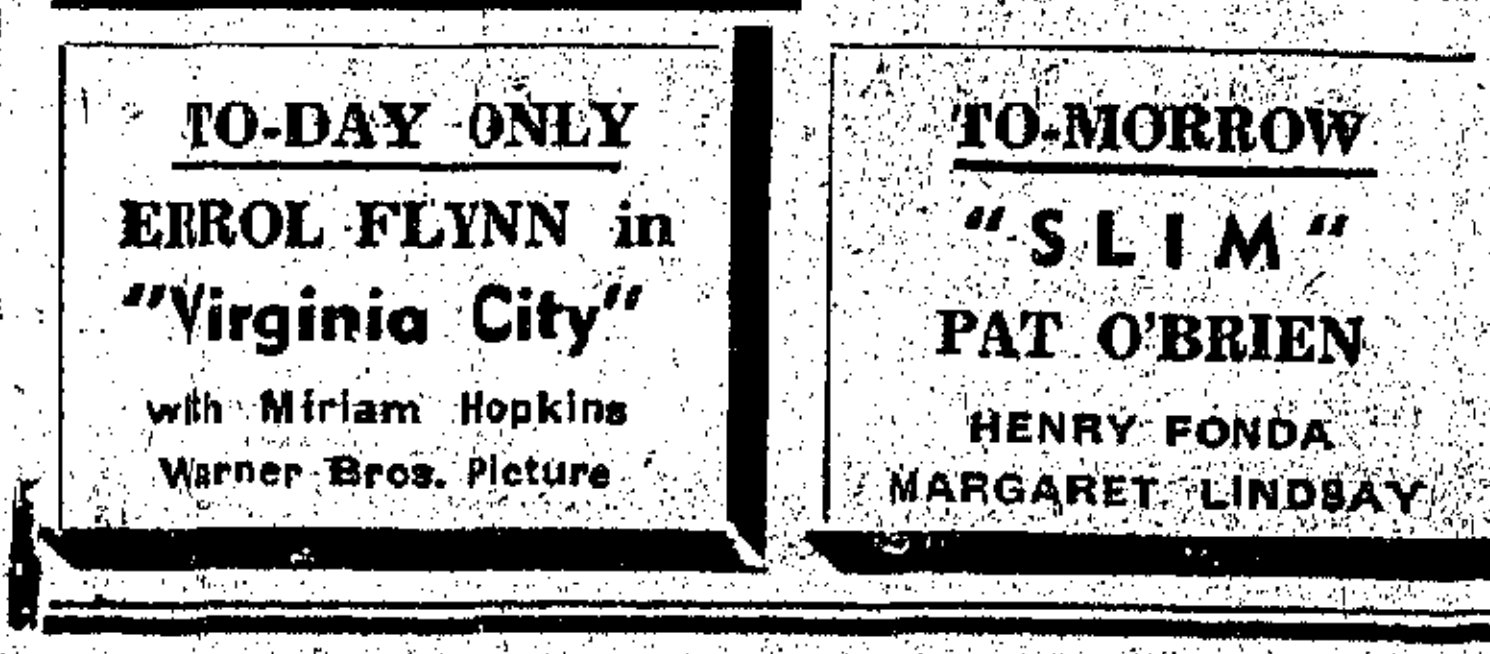 TO-DAY ONLY
ERROL FLYNN in
"Virginia City"
with Miriam Hopkins
Warner Bros. Picture
TO-MORROW
"SLIM"
PAT O'BRIEN
HENRY FONDA
MARGARET LINDSAY